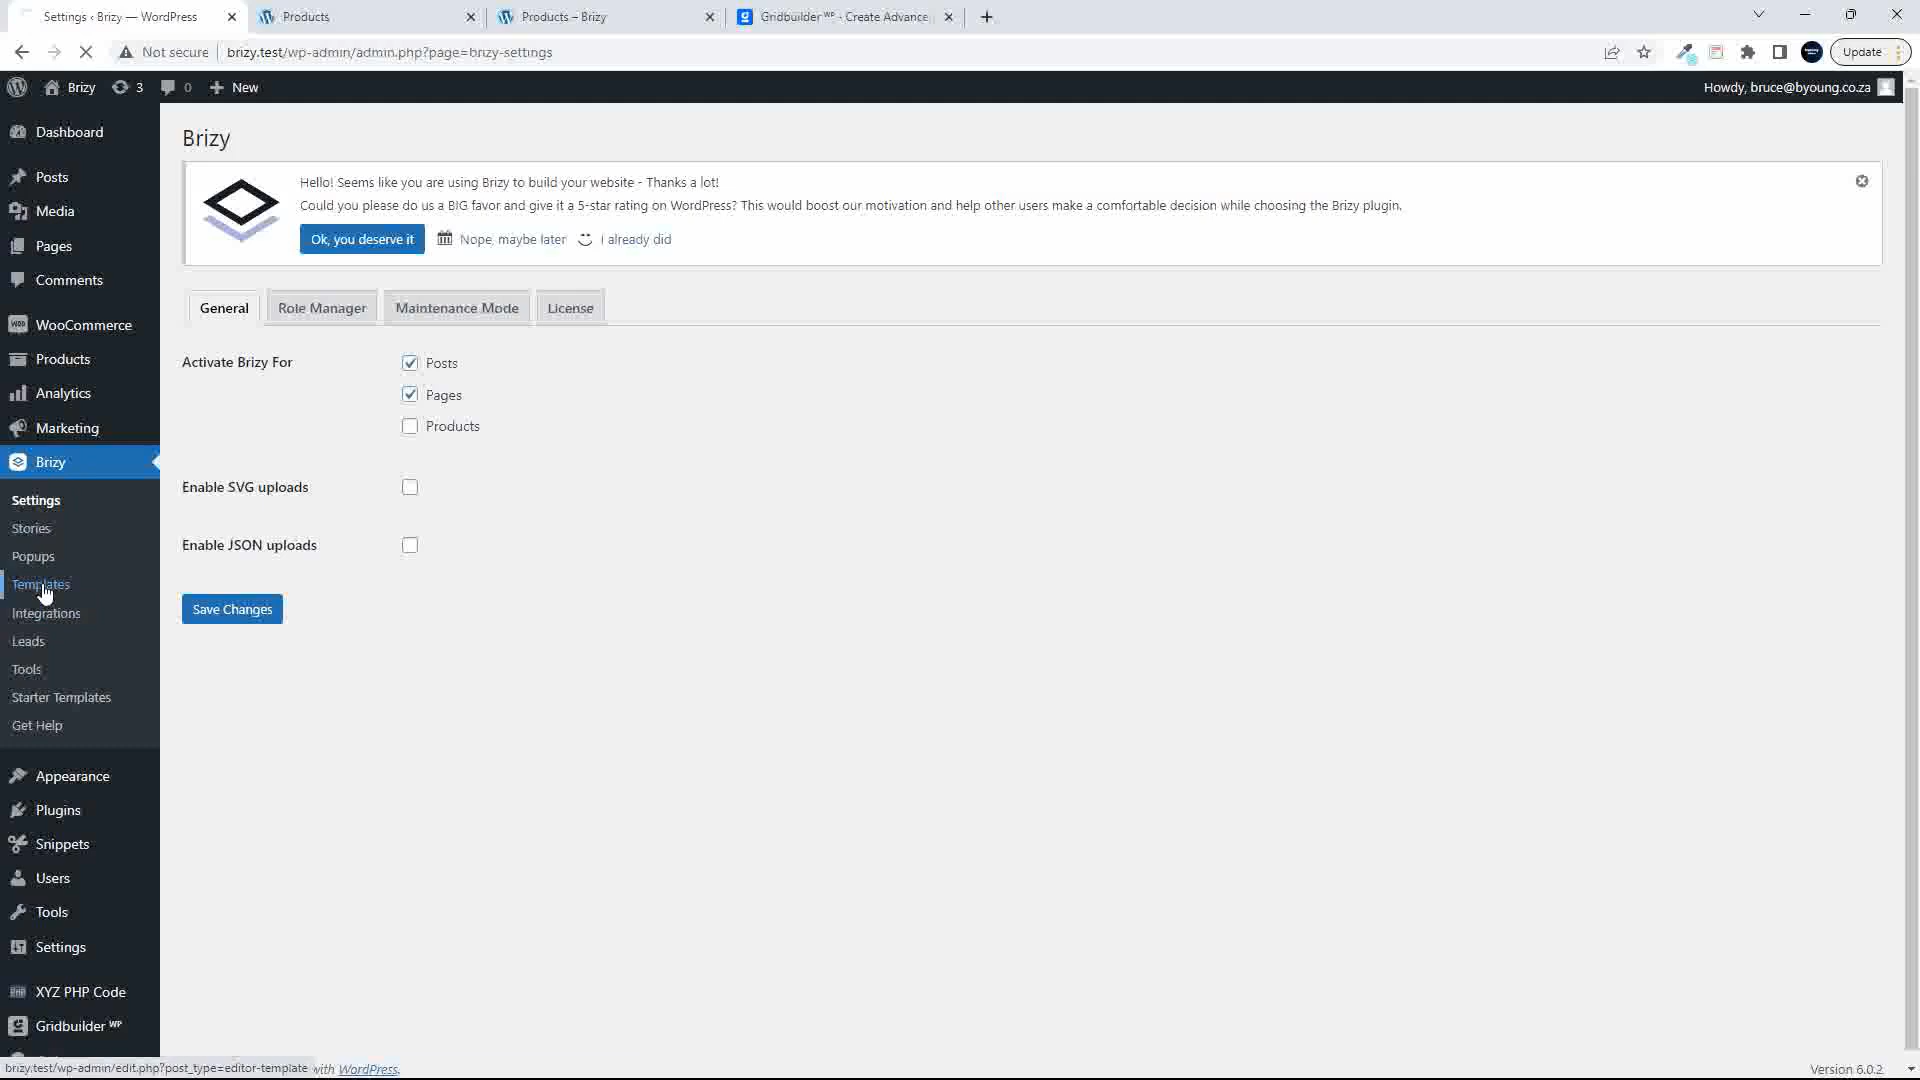 Settings ‹ Brizy — WordPress
Products
Products – Brizy
Gridbuilder ᵂᴾ - Create Advance
Not secure
brizy.test/wp-admin/admin.php?page=brizy-settings
Update
Brizy
3
0
New
Howdy, bruce@byoung.co.za
Dashboard
Posts
Media
Pages
Comments
WooCommerce
Products
Analytics
Marketing
Brizy
Settings
Stories
Popups
Templates
Integrations
Leads
Tools
Starter Templates
Get Help
Appearance
Plugins
Snippets
Users
Tools
Settings
XYZ PHP Code
Gridbuilder ᵂᴾ
Brizy
Hello! Seems like you are using Brizy to build your website - Thanks a lot!
Could you please do us a BIG favor and give it a 5-star rating on WordPress? This would boost our motivation and help other users make a comfortable decision while choosing the Brizy plugin.
Ok, you deserve it
Nope, maybe later
I already did
General
Role Manager
Maintenance Mode
License
Activate Brizy For
Posts
Pages
Products
Enable SVG uploads
Enable JSON uploads
Save Changes
brizy.test/wp-admin/edit.php?post_type=editor-template
with WordPress.
Version 6.0.2